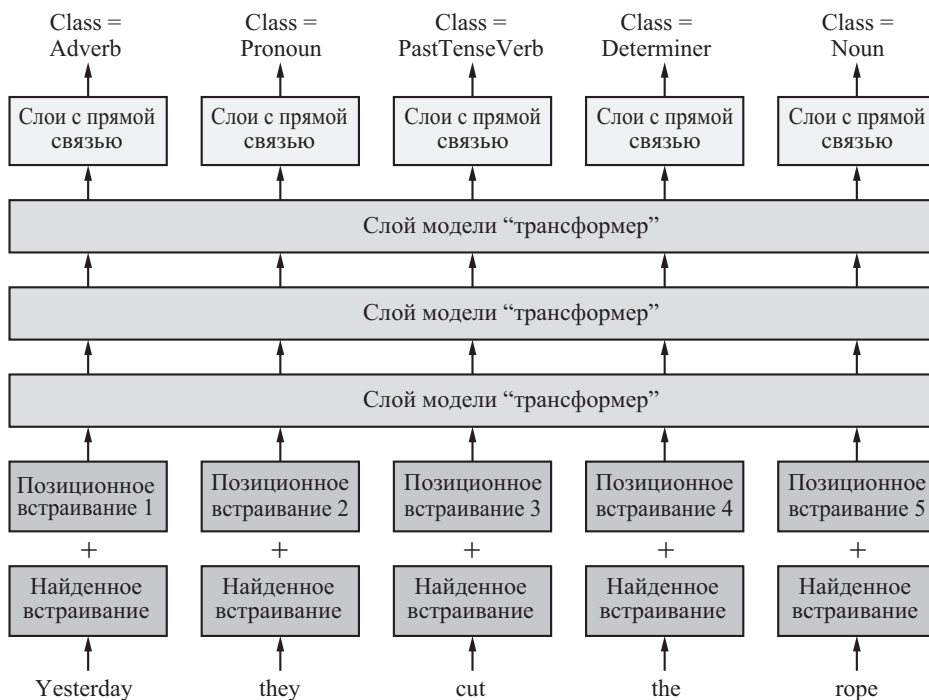 Class = Class = Class = Class = Class =
Adverb Pronoun PastTenseVerb Determiner Noun
Слои с прямой Слои с прямой Слои с прямой Слои с прямой Слои с прямой
связью связью связью связью связью
Слой модели “трансформер”
Слой модели “трансформер”
Слой модели “трансформер”
Позиционное Позиционное Позиционное Позиционное Позиционное
встраивание 1 встраивание 2 встраивание 3 встраивание 4 встраивание 5
+ + + + +
Найденное Найденное Найденное Найденное Найденное
встраивание встраивание встраивание встраивание встраивание
Yesterday they cut the rope